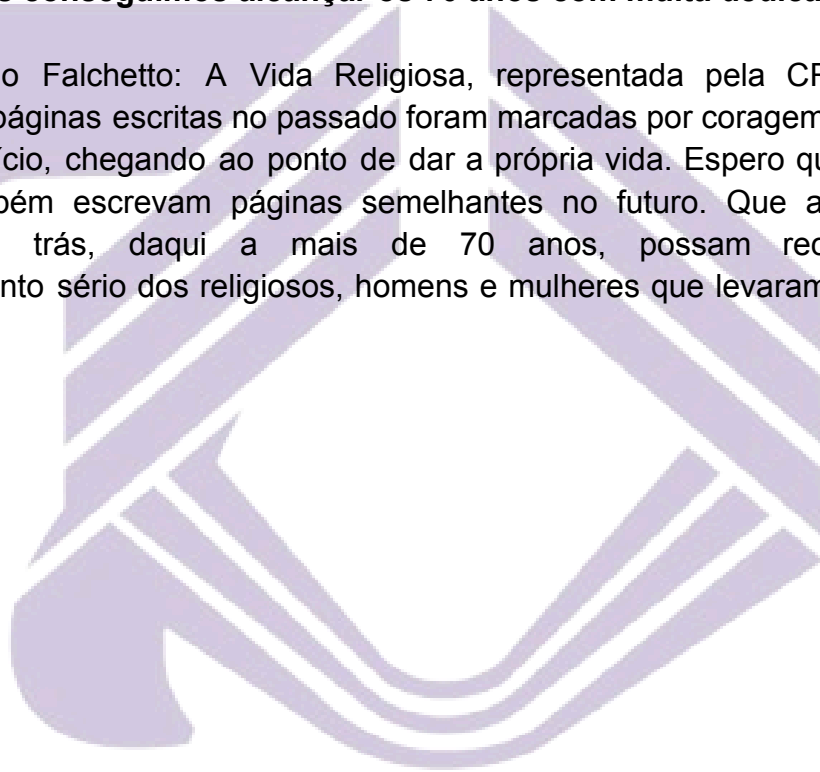 conseguimos alcançar os 70 anos com muita
o Falchetto: A Vida Religiosa, representada pela CR
páginas escritas no passado foram marcadas por coragem
ício, chegando ao ponto de dar a própria vida. Espero qu
bém escrevam páginas semelhantes no futuro. Que a
trás, daqui a mais de 70 anos, possam rec
nto sério dos religiosos, homens e mulheres que levaram